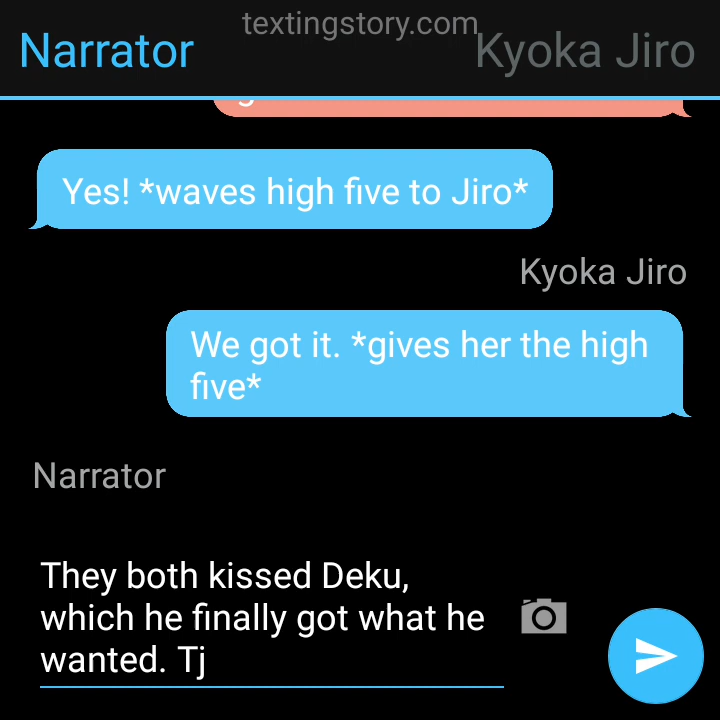 textingstory.com
Narrator
Kyoka Jiro
Yes! *waves high five to Jiro*
Kyoka Jiro
We got it. *gives her the high
five*
Narrator
They both kissed Deku,
which he finally got what he
wanted. Tj